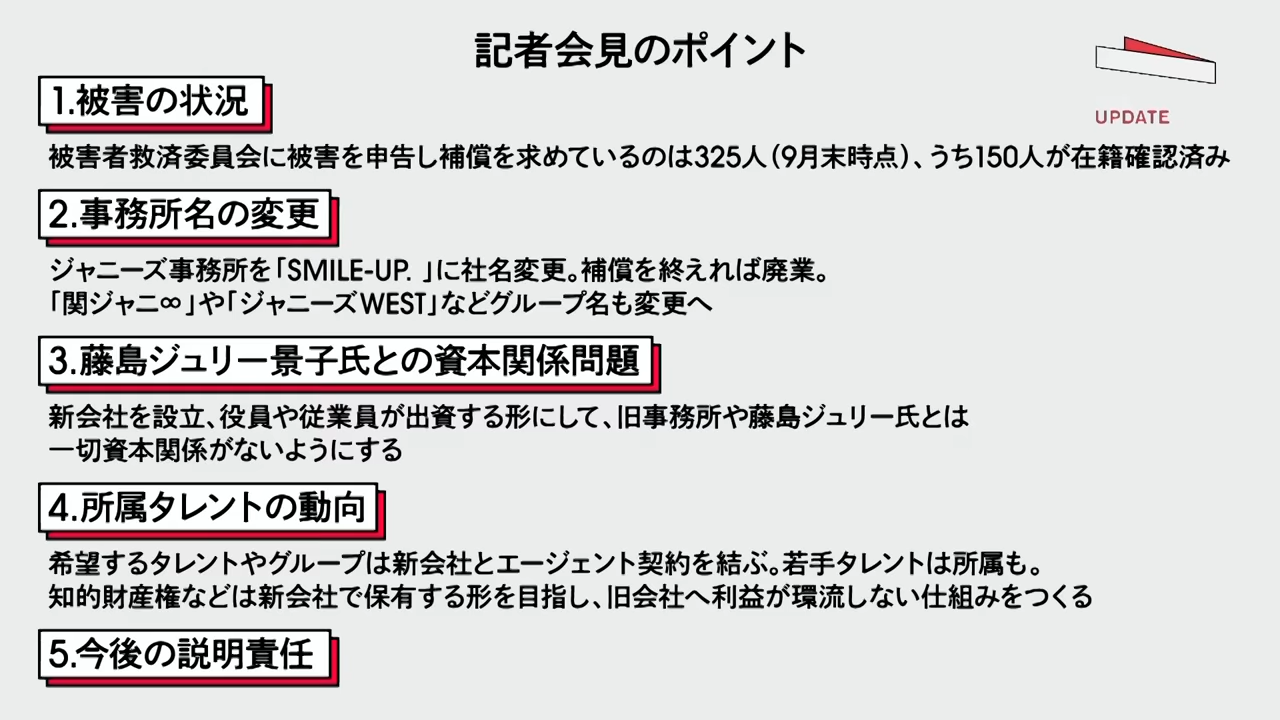 記者会見のポイント
UPDATE
1.被害の状況
被害者救済委員会に被害を申告し補償を求めているのは325人(9月末時点)、うち150人が在籍確認済み
2.事務所名の変更
ジャニーズ事務所を「SMILE-UP. 」に社名変更。補償を終えれば廃業。
「関ジャニ∞」や「ジャニーズWEST」などグループ名も変更へ
3.藤島ジュリー景子氏との資本関係問題
新会社を設立、役員や従業員が出資する形にして、旧事務所や藤島ジュリー氏とは
一切資本関係がないようにする
4.所属タレントの動向
希望するタレントやグループは新会社とエージェント契約を結ぶ。若手タレントは所属も。
知的財産権などは新会社で保有する形を目指し、旧会社へ利益が環流しない仕組みをつくる
5.今後の説明責任